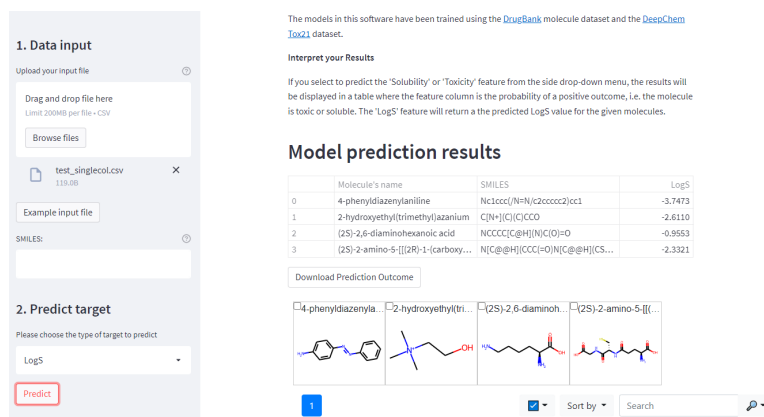 1. Data input
Upload your input file
Drag and drop file here
Limit 200MB per file • CSV
Browse files
test_singlecol.csv
119.0B
Example input file
SMILES:
2. Predict target
Please choose the type of target to predict
LogS
Predict
The models in this software have been trained using the DrugBank molecule dataset and the DeepChem
Tox21 dataset.
Interpret your Results
If you select to predict the 'Solubility' or 'Toxicity' feature from the side drop-down menu, the results will
be displayed in a table where the feature column is the probability of a positive outcome, i.e. the molecule
is toxic or soluble. The 'LogS' feature will return a the predicted LogS value for the given molecules.
Model prediction results
Molecule's name SMILES LogS
0 4-phenyldiazenylaniline Nc1ccc(/N=N/c2ccccc2)cc1 -3.7473
1 2-hydroxyethyl(trimethyl)azanium C[N+](C)(C)CCO -2.6110
2 (2S)-2,6-diaminohexanoic acid NCCCC[C@H](N)C(O)=O -0.9553
3 (2S)-2-amino-5-[[(2R)-1-(carboxy... N[C@@H](CCC(=O)N[C@@H](CS... -2.3321
Download Prediction Outcome
4-phenyldiazenyla... 2-hydroxyethyl(tri... (2S)-2,6-diaminoh... (2S)-2-amino-5-[[(...
H₂N N N
N⁺ OH
H₂N O OH NH₂
1 Sort by Search